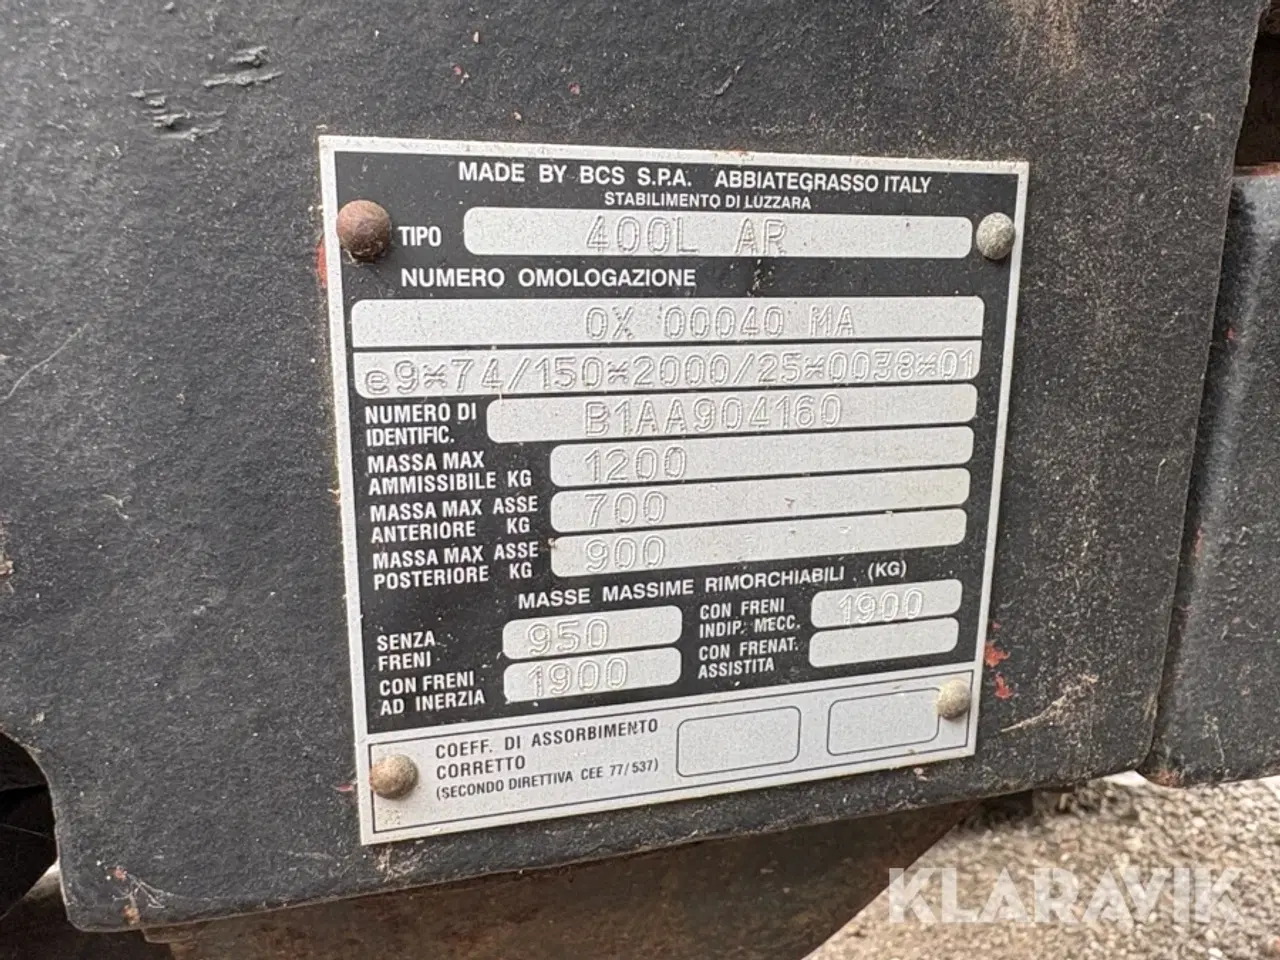 MADE BY BCS S.P.A. ABBIATEGRASSO ITALY
STABILIMENTO DI LUZZARA
TIPO 400L AR
NUMERO OMOLOGAZIONE
OX 00040 MA
e9*74/150*2000/25*0038*01
NUMERO DI
IDENTIFIC. B1AA904160
MASSA MAX
AMMISSIBILE KG 1200
MASSA MAX ASSE
ANTERIORE KG 700
MASSA MAX ASSE
POSTERIORE KG 900
MASSE MASSIME RIMORCHIABILI (KG)
SENZA
FRENI 950
CON FRENI
AD INERZIA 1900
CON FRENI
INDIP. MECC. 1900
CON FRENAT.
ASSISTITA
COEFF. DI ASSORBIMENTO
CORRETTO
(SECONDO DIRETTIVA CEE 77/537)
KLARAVIK